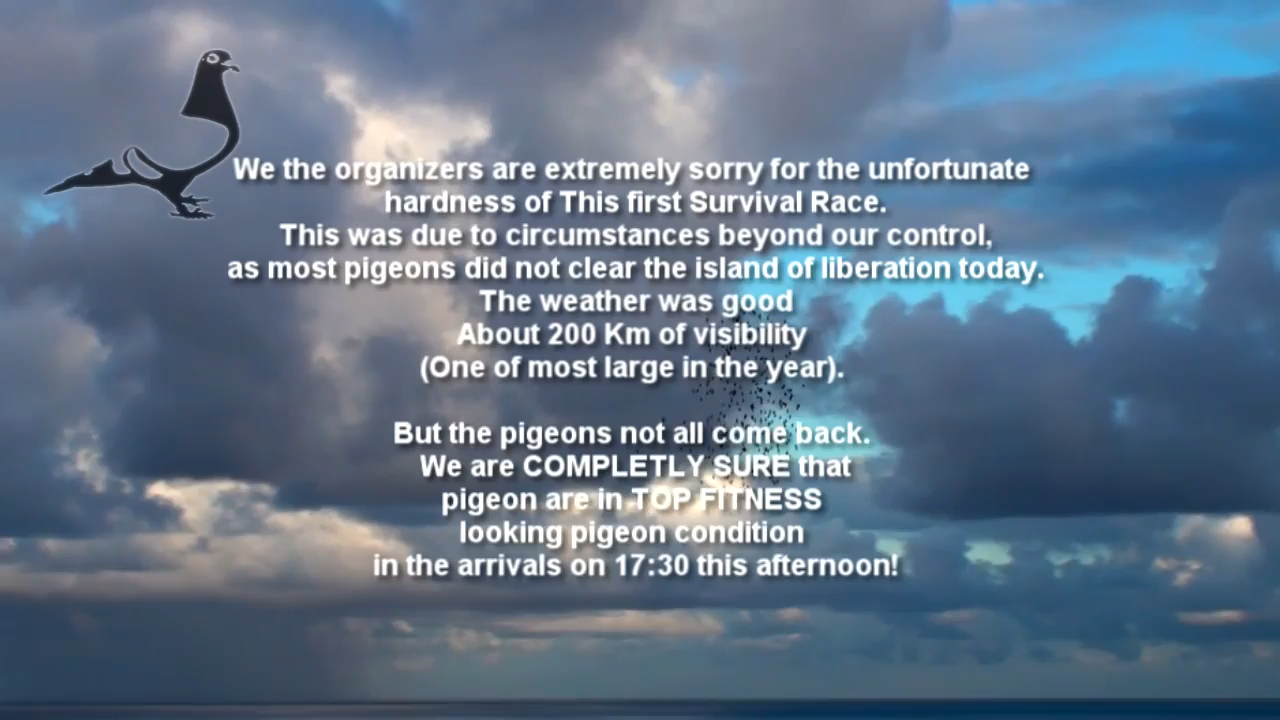 We the organizers are extremely sorry for the unfortunate
hardness of This first Survival Race.
This was due to circumstances beyond our control,
as most pigeons did not clear the island of liberation today.
The weather was good
About 200 Km of visibility
(One of most large in the year).
But the pigeons not all come back.
We are COMPLETLY SURE that
pigeon are in TOP FITNESS
looking pigeon condition
in the arrivals on 17:30 this afternoon!